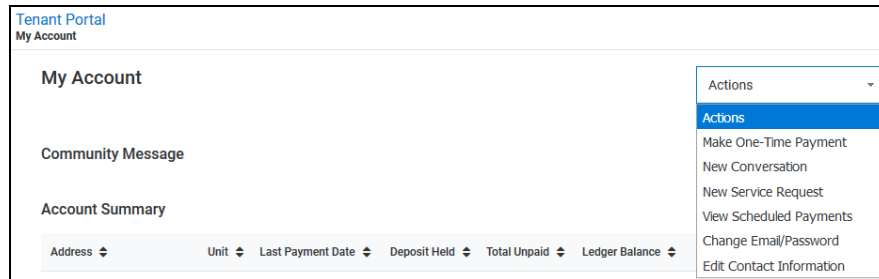 Tenant Portal
My Account
My Account
Actions
Actions
Make One-Time Payment
New Conversation
New Service Request
View Scheduled Payments
Change Email/Password
Edit Contact Information
Community Message
Account Summary
Address Unit Last Payment Date Deposit Held Total Unpaid Ledger Balance